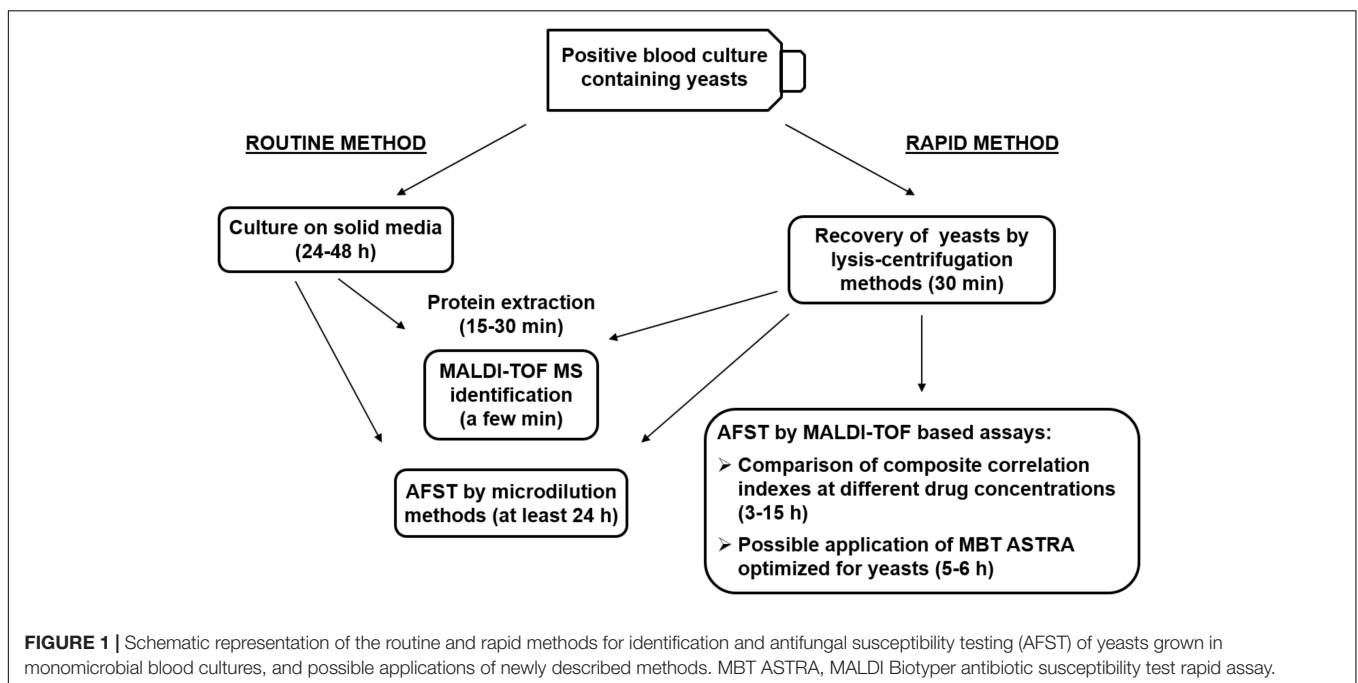 Positive blood culture
containing yeasts
ROUTINE METHOD
RAPID METHOD
Culture on solid media
(24-48 h)
Recovery of yeasts by
lysis-centrifugation
methods (30 min)
Protein extraction
(15-30 min)
MALDI-TOF MS
identification
(a few min)
AFST by microdilution
methods (at least 24 h)
AFST by MALDI-TOF based assays:
➢ Comparison of composite correlation
indexes at different drug concentrations
(3-15 h)
➢ Possible application of MBT ASTRA
optimized for yeasts (5-6 h)
FIGURE 1 | Schematic representation of the routine and rapid methods for identification and antifungal susceptibility testing (AFST) of yeasts grown in
monomicrobial blood cultures, and possible applications of newly described methods. MBT ASTRA, MALDI Biotyper antibiotic susceptibility test rapid assay.